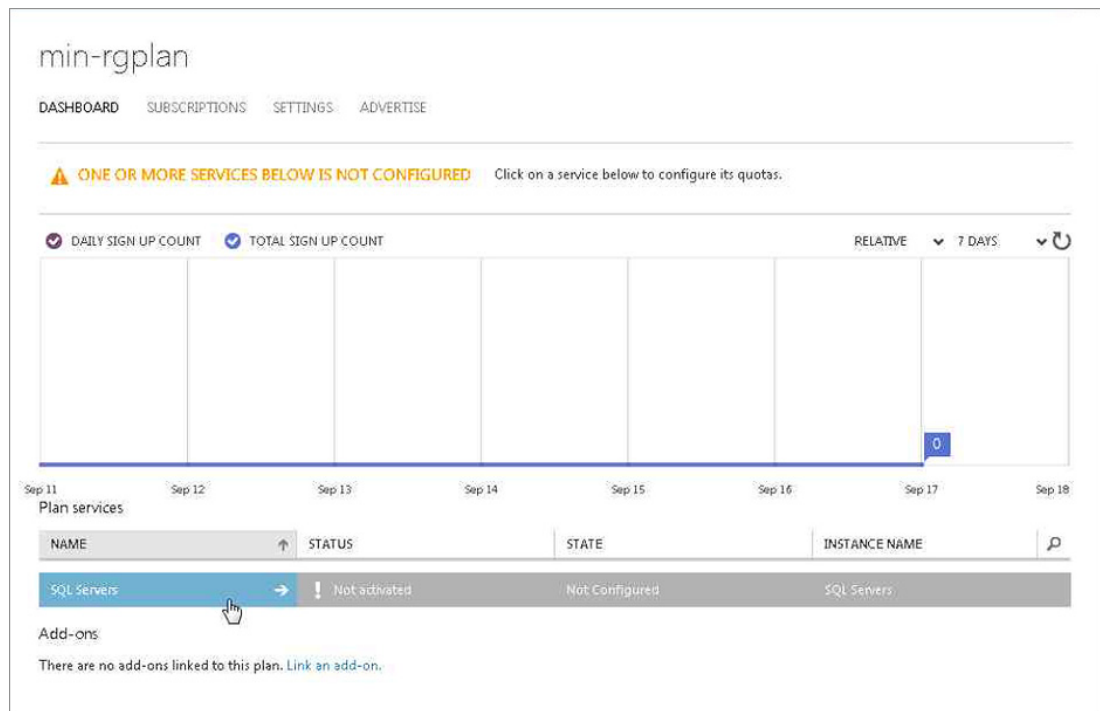 min-rgplan
DASHBOARD SUBSCRIPTIONS SETTINGS ADVERTISE
ONE OR MORE SERVICES BELOW IS NOT CONFIGURED Click on a service below to configure its quotas.
DAILY SIGN UP COUNT TOTAL SIGN UP COUNT RELATIVE 7 DAYS
0
Sep 11 Sep 12 Sep 13 Sep 14 Sep 15 Sep 16 Sep 17 Sep 18
Plan services
NAME STATUS STATE INSTANCE NAME
SQL Servers Not activated Not Configured SQL Servers
Add-ons
There are no add-ons linked to this plan. Link an add-on.